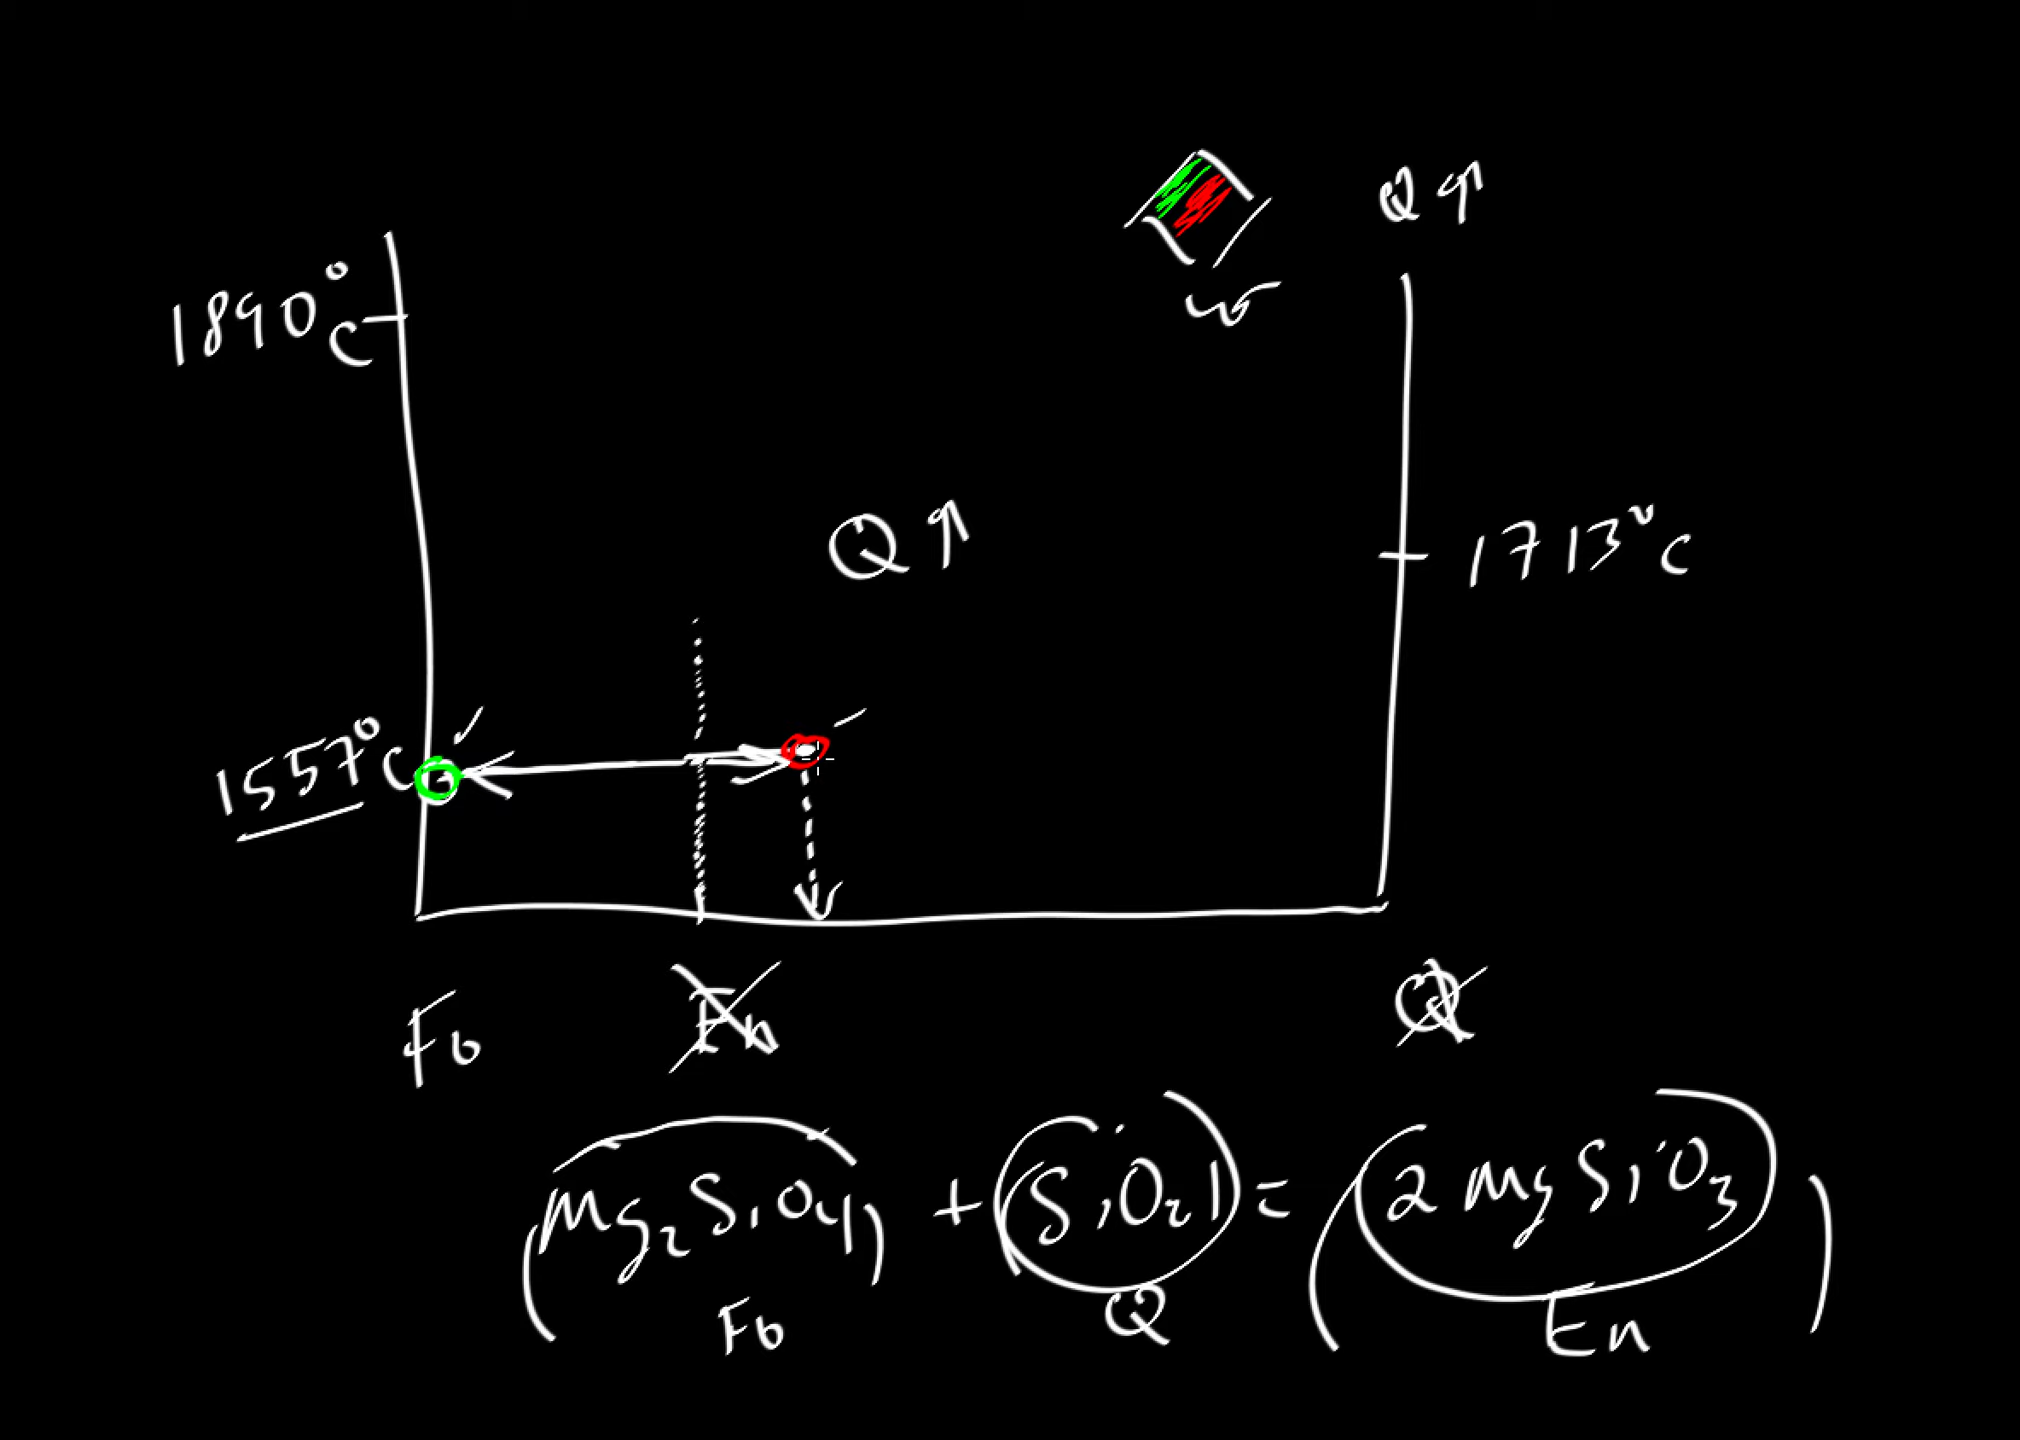 Q ↑
1890°C
Q ↑
1713°C
1557°C
Fo
En
Q
(Mg₂SiO₄) + (SiO₂) = (2MgSiO₃)
Fo Q En